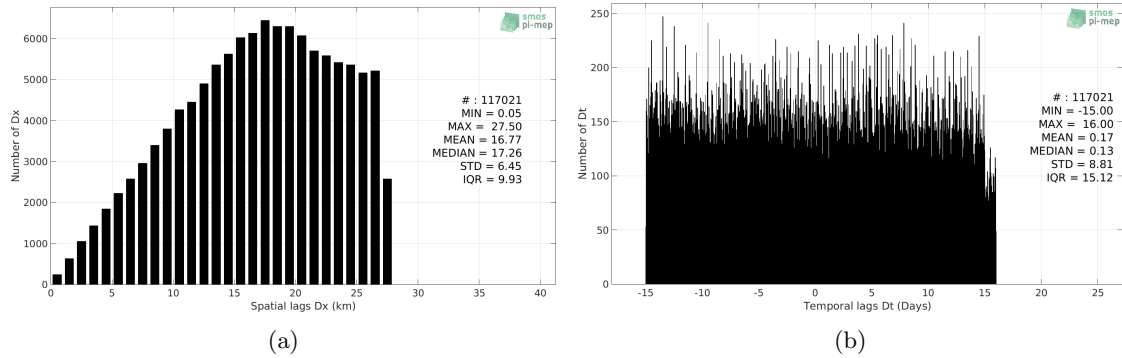 smos
pi-mep
6000
5000
4000
3000
2000
1000
0
Number of Dx
# : 117021
MIN = 0.05
MAX = 27.50
MEAN = 16.77
MEDIAN = 17.26
STD = 6.45
IQR = 9.93
0 5 10 15 20 25 30 35 40
Spatial lags Dx (km)
(a)
smos
pi-mep
250
200
150
100
50
0
Number of Dt
# : 117021
MIN = -15.00
MAX = 16.00
MEAN = 0.17
MEDIAN = 0.13
STD = 8.81
IQR = 15.12
-15 -10 -5 0 5 10 15 20 25
Temporal lags Dt (Days)
(b)